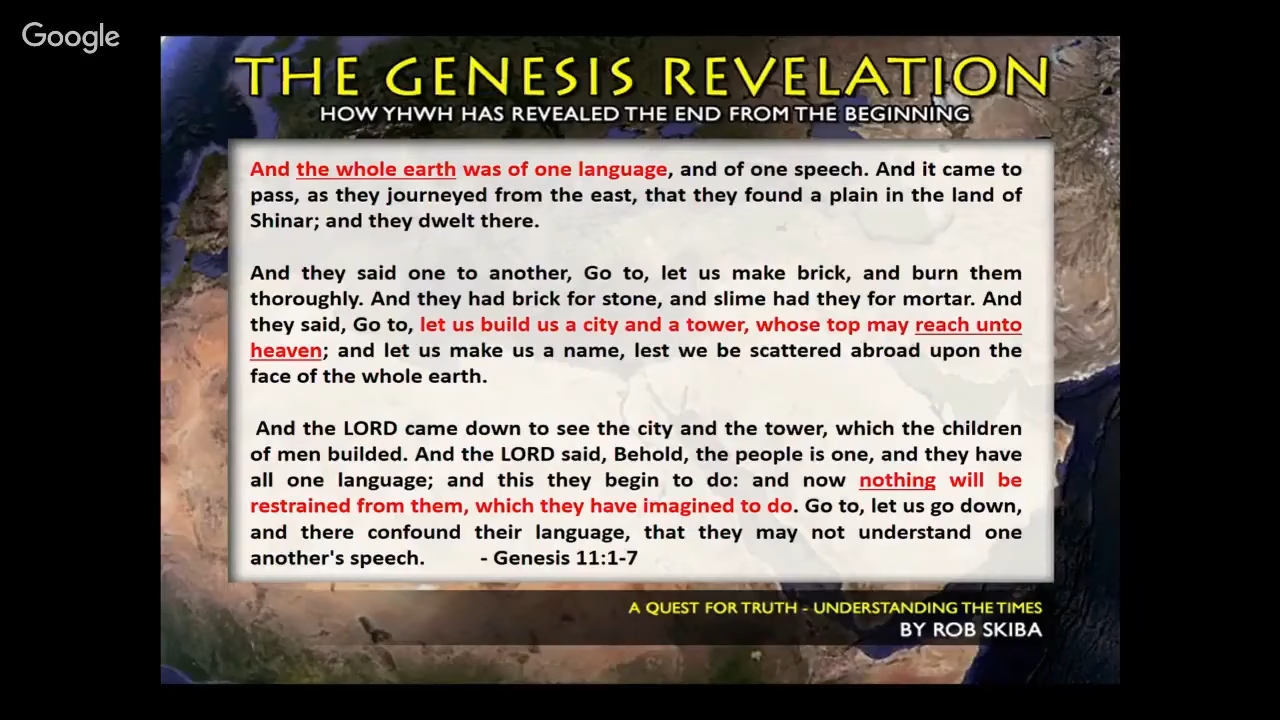 Google
THE GENESIS REVELATION
HOW YHWH HAS REVEALED THE END FROM THE BEGINNING
And the whole earth was of one language, and of one speech. And it came to
pass, as they journeyed from the east, that they found a plain in the land of
Shinar; and they dwelt there.
And they said one to another, Go to, let us make brick, and burn them
thoroughly. And they had brick for stone, and slime had they for mortar. And
they said, Go to, let us build us a city and a tower, whose top may reach unto
heaven; and let us make us a name, lest we be scattered abroad upon the
face of the whole earth.
And the LORD came down to see the city and the tower, which the children
of men builded. And the LORD said, Behold, the people is one, and they have
all one language; and this they begin to do: and now nothing will be
restrained from them, which they have imagined to do. Go to, let us go down,
and there confound their language, that they may not understand one
another's speech. - Genesis 11:1-7
A QUEST FOR TRUTH - UNDERSTANDING THE TIMES
BY ROB SKIBA